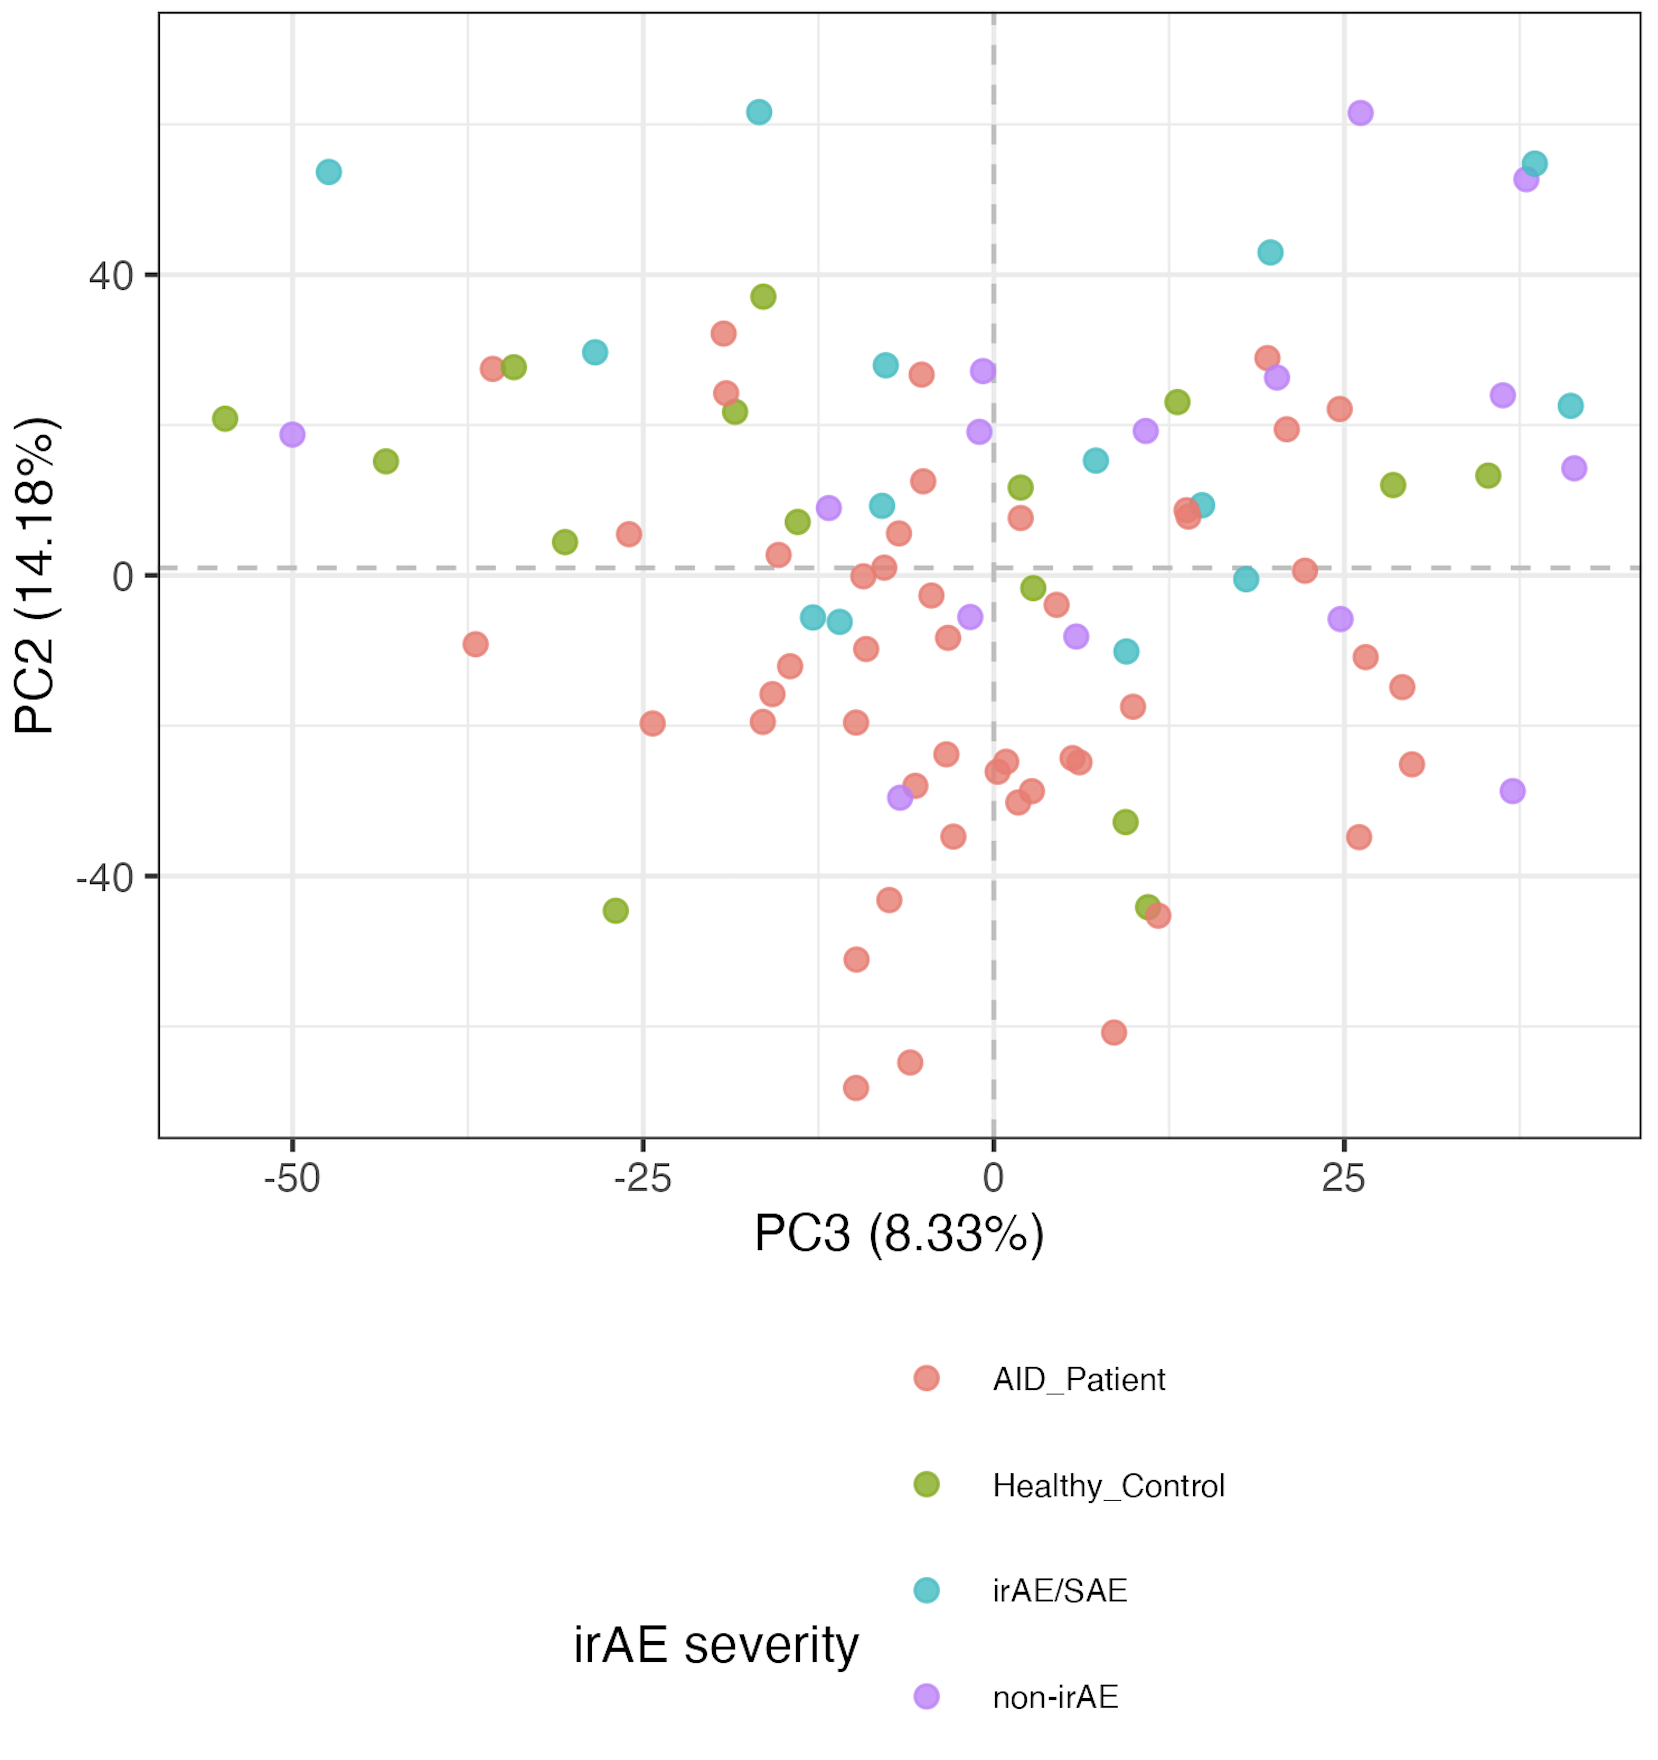 PC2 (14.18%)
40
0
-40
-50
-25
0
25
PC3 (8.33%)
irAE severity
AID_Patient
Healthy_Control
irAE/SAE
non-irAE